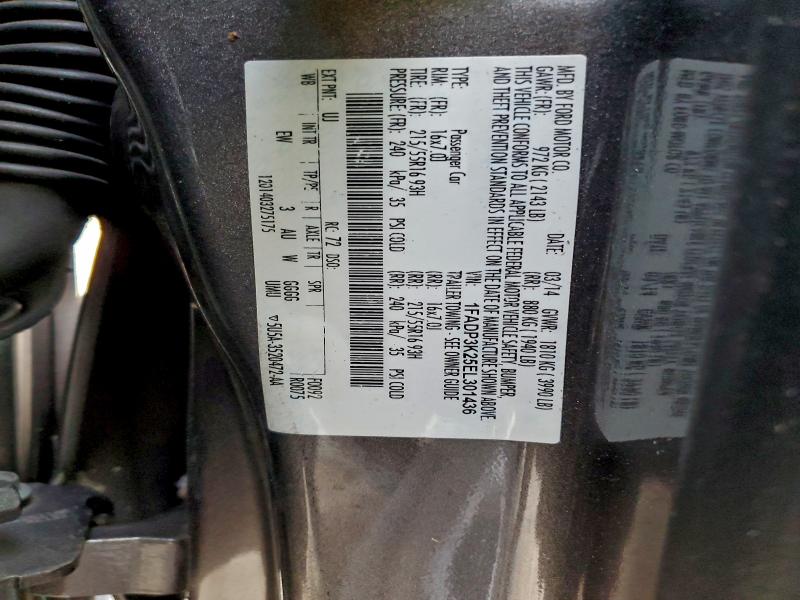 MFD BY FORD MOTOR CO.
DATE: 03/14 GVWR: 1810 KG (3990 LB)
GAWR:(FR): 972 KG (2143 LB) (RR): 880 KG (1940 LB)
THIS VEHICLE CONFORMS TO ALL APPLICABLE FEDERAL MOTOR VEHICLE SAFETY, BUMPER,
AND THEFT PREVENTION STANDARDS IN EFFECT ON THE DATE OF MANUFACTURE SHOWN ABOVE
VIN: 1FADP3K25EL301436
TYPE: Passenger Car TRAILER TOWING - SEE OWNER GUIDE
RIM: (FR): 16x7.0J (RR): 16x7.0J
TIRE: (FR): 215/55R16 93H (RR): 215/55R16 93H
PRESSURE (FR): 240 kPa/ 35 PSI COLD (RR): 240 kPa/ 35 PSI COLD
EXT PNT: UJ RC: 72 DSO: F0092
R0075
WB INT TR TP/PS R AXLE TR SPR
EW 3 AU W GGGG UMU ▽5U5A-3520472-AA
1201403275175